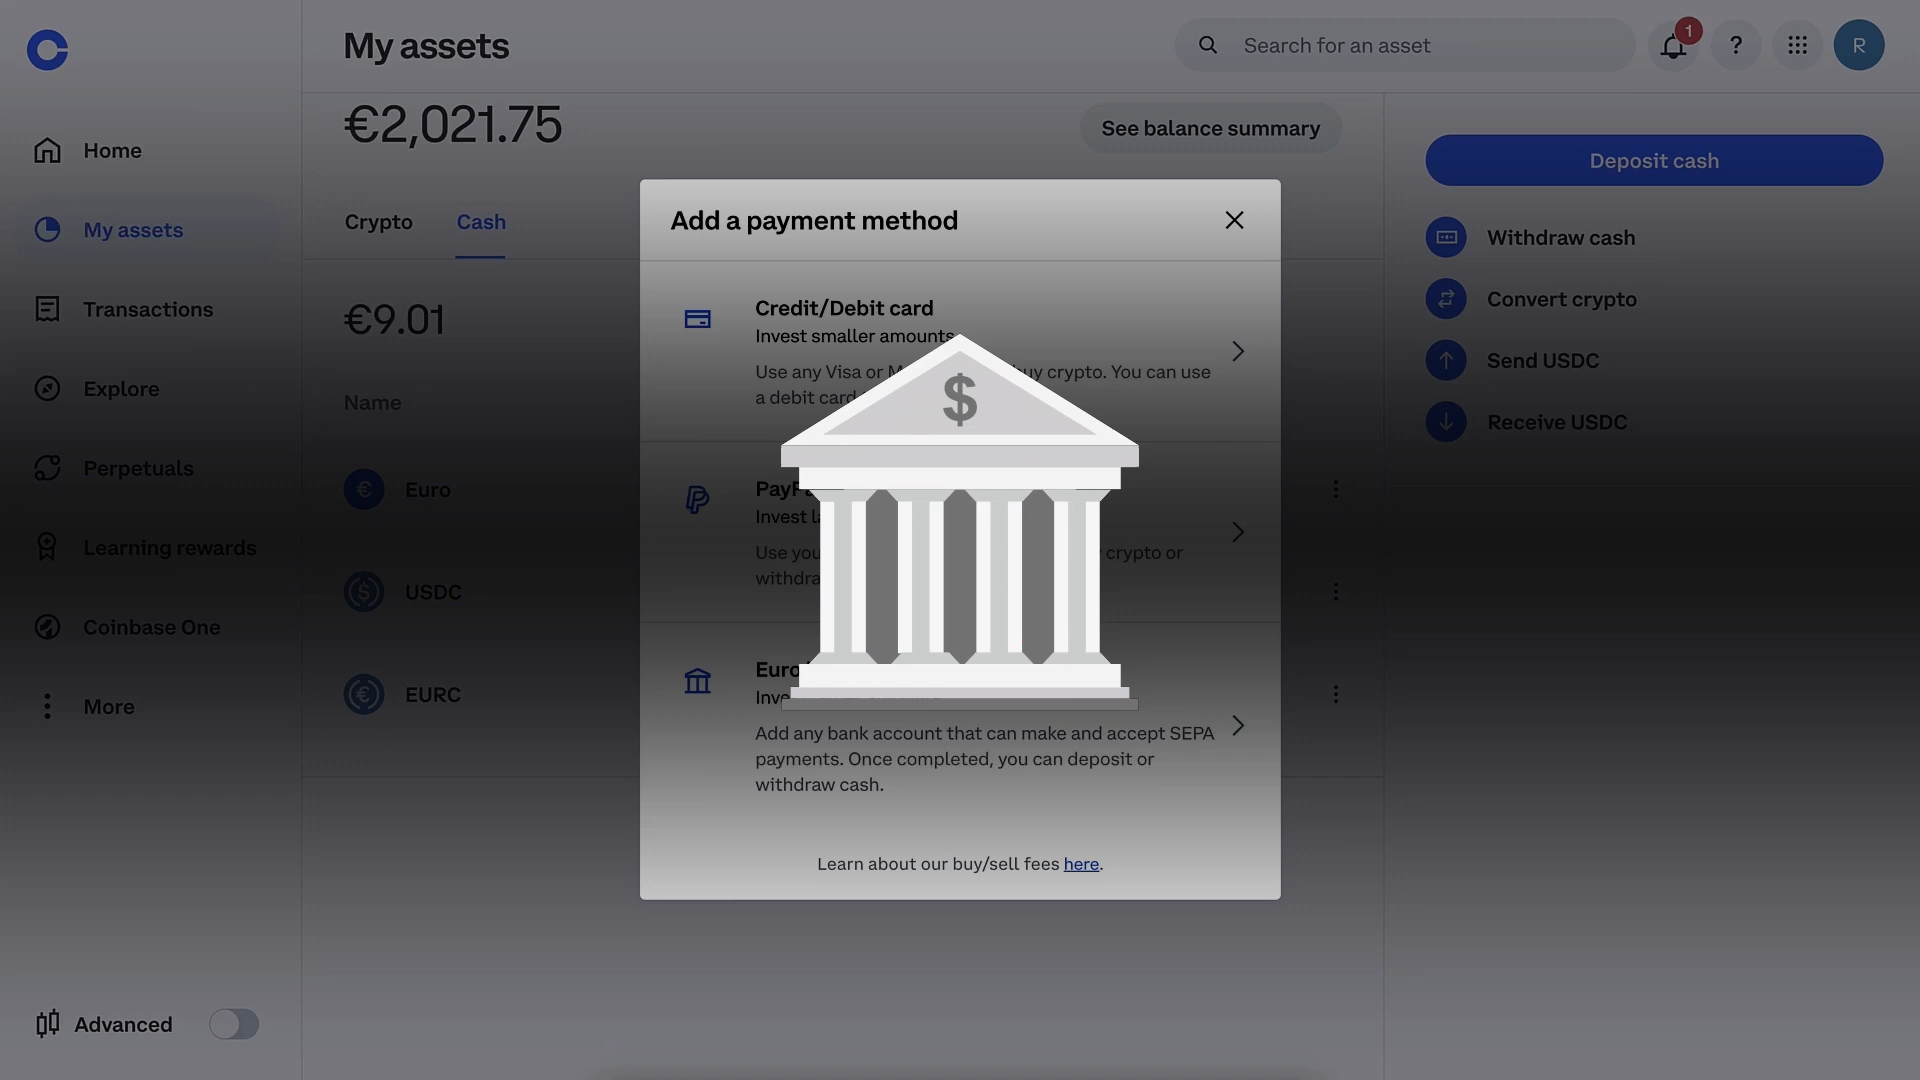 My assets
Search for an asset
1
?
R
€2,021.75
See balance summary
Deposit cash
Home
My assets
Transactions
Explore
Perpetuals
Learning rewards
Coinbase One
More
Advanced
Crypto
Cash
€9.01
Name
€
Euro
$
USDC
€
EURC
Withdraw cash
Convert crypto
Send USDC
Receive USDC
Add a payment method
Credit/Debit card
Invest smaller amounts
Use any Visa or buy crypto. You can use
a debit card
$
Invest
Use you crypto or
Euro
Add any bank account that can make and accept SEPA
payments. Once completed, you can deposit or
withdraw cash.
Learn about our buy/sell fees here.